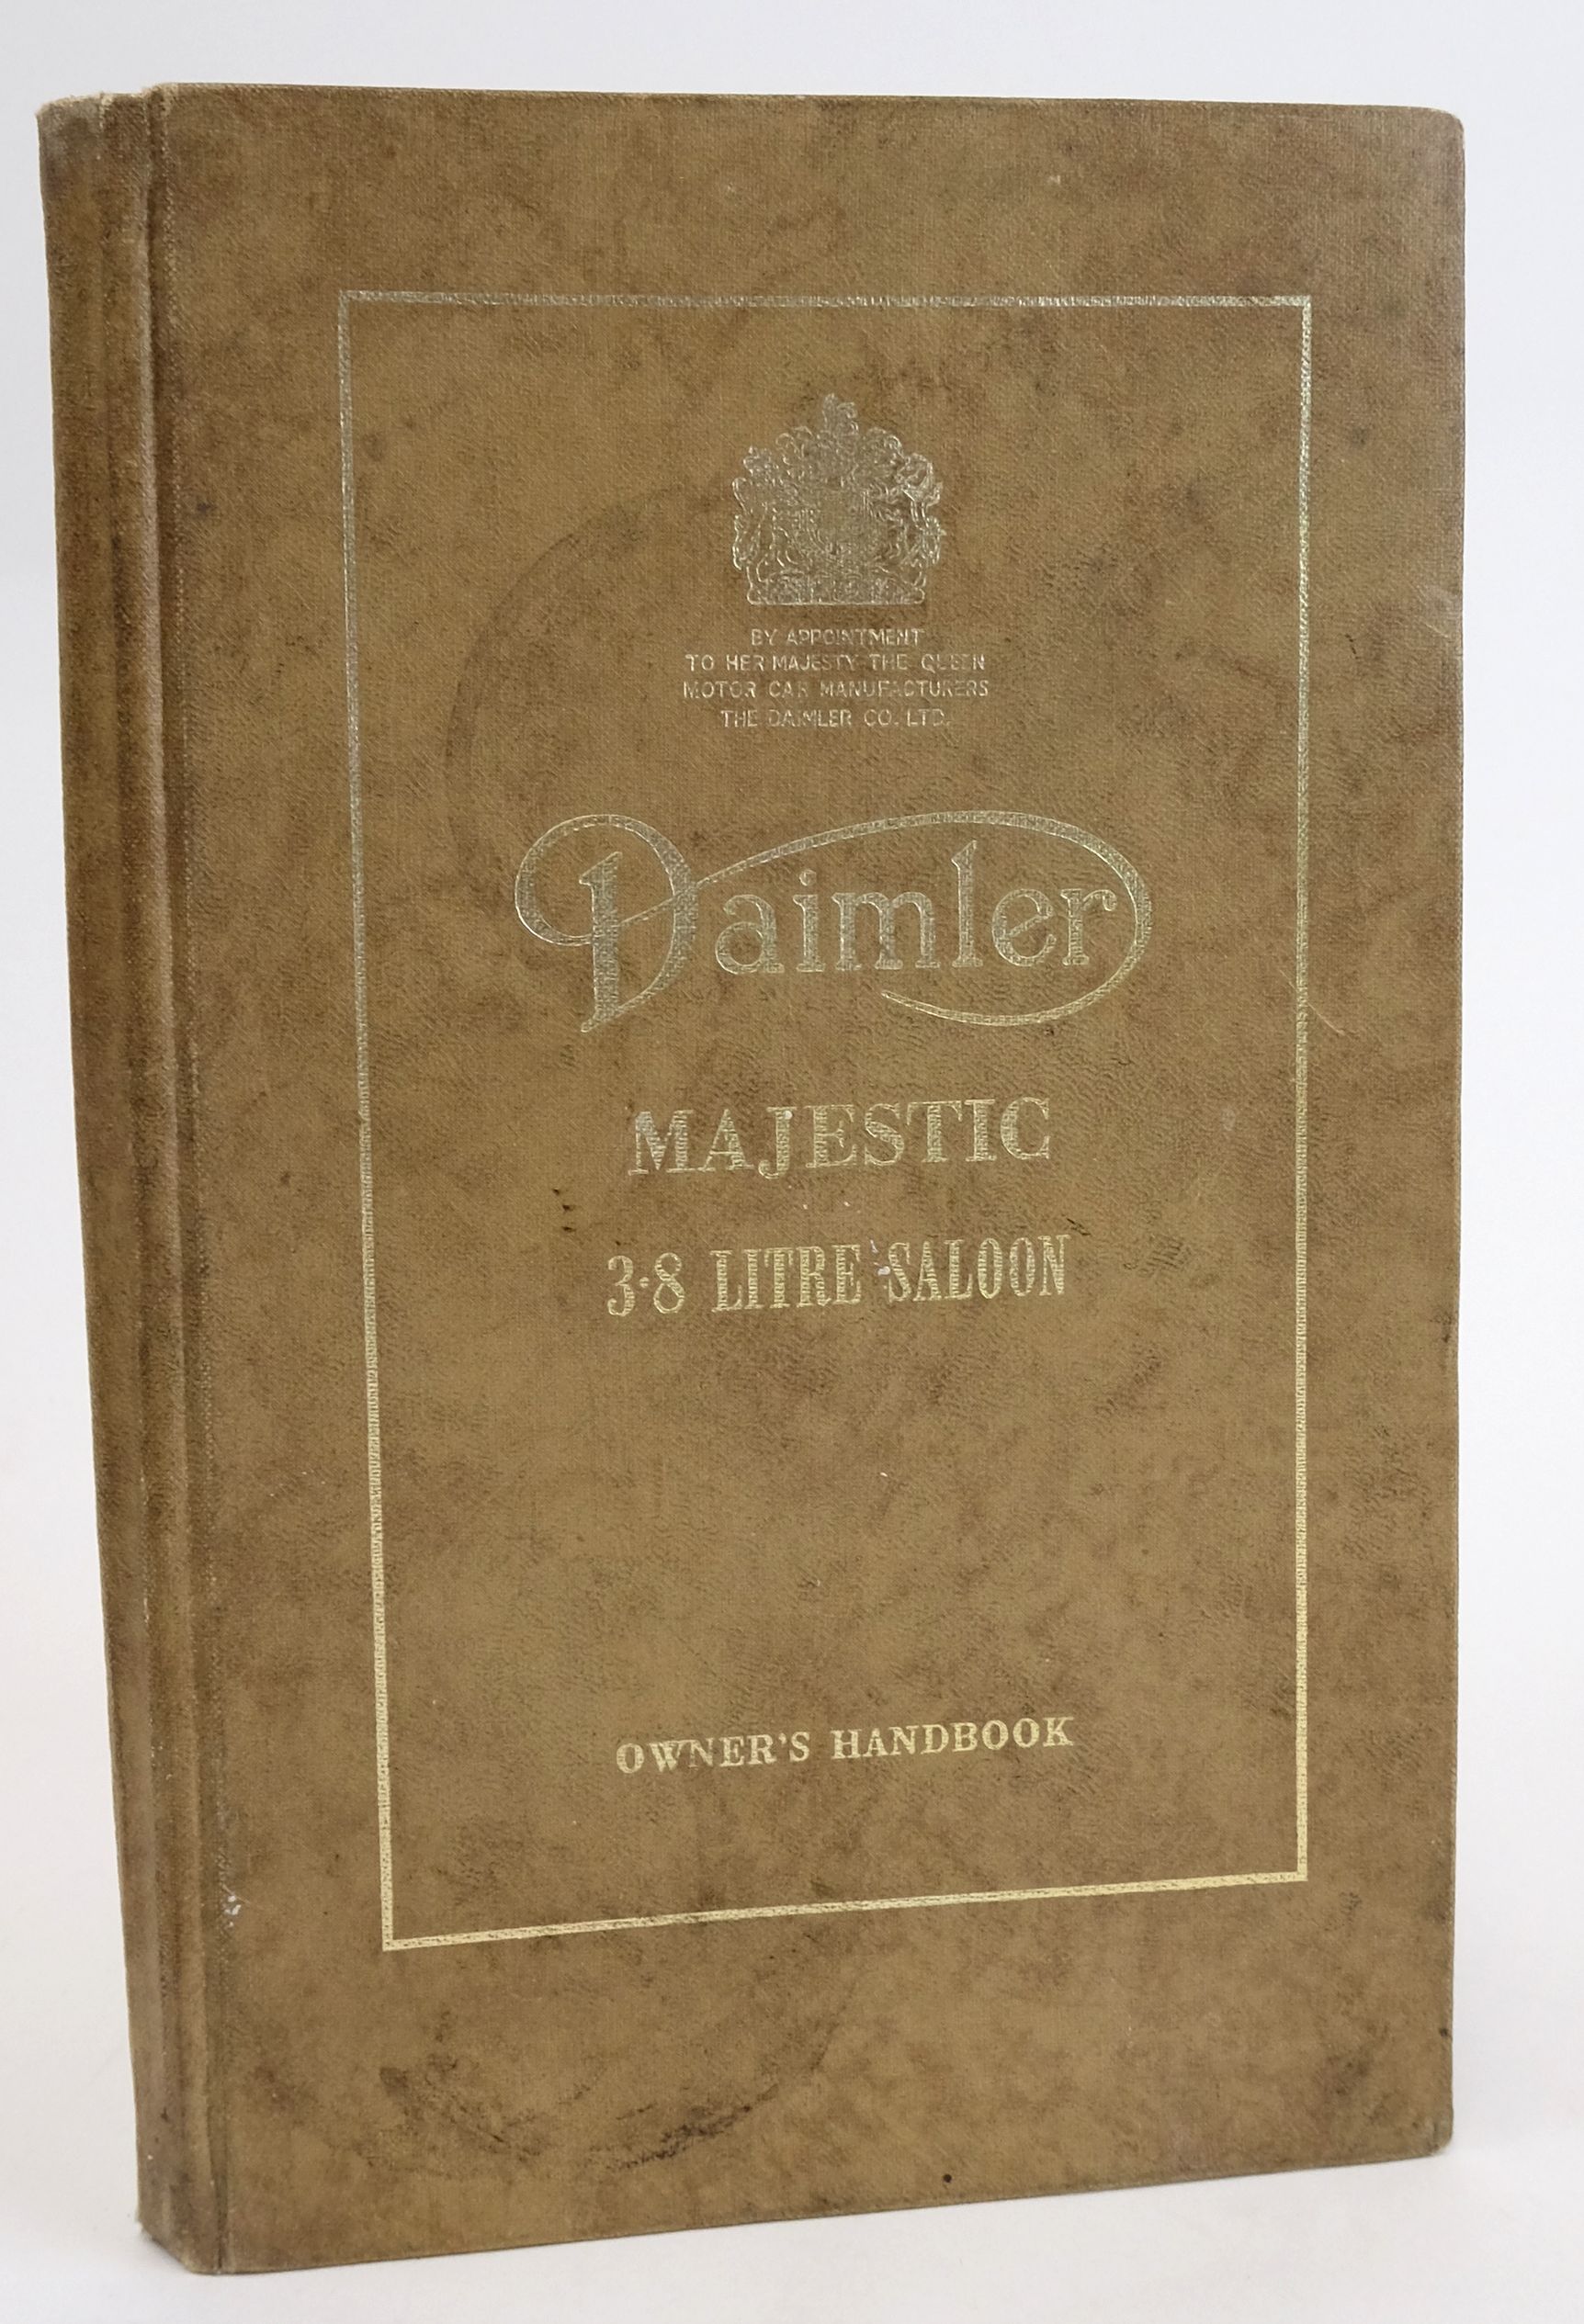 BY APPOINTMENT
TO HER MAJESTY THE QUEEN
MOTOR CAR MANUFACTURERS
THE DAIMLER CO. LTD.
Daimler
MAJESTIC
3·8 LITRE SALOON
OWNER'S HANDBOOK